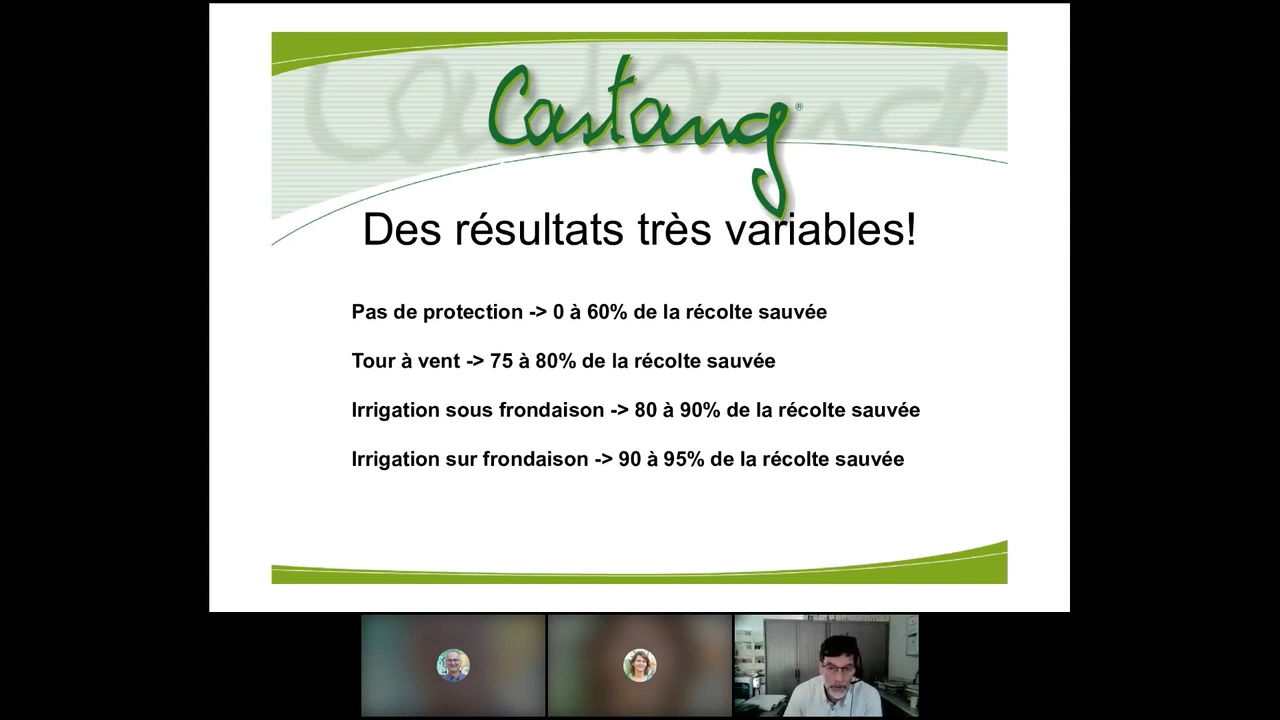 Castang®
Des résultats très variables!
Pas de protection -> 0 à 60% de la récolte sauvée
Tour à vent -> 75 à 80% de la récolte sauvée
Irrigation sous frondaison -> 80 à 90% de la récolte sauvée
Irrigation sur frondaison -> 90 à 95% de la récolte sauvée